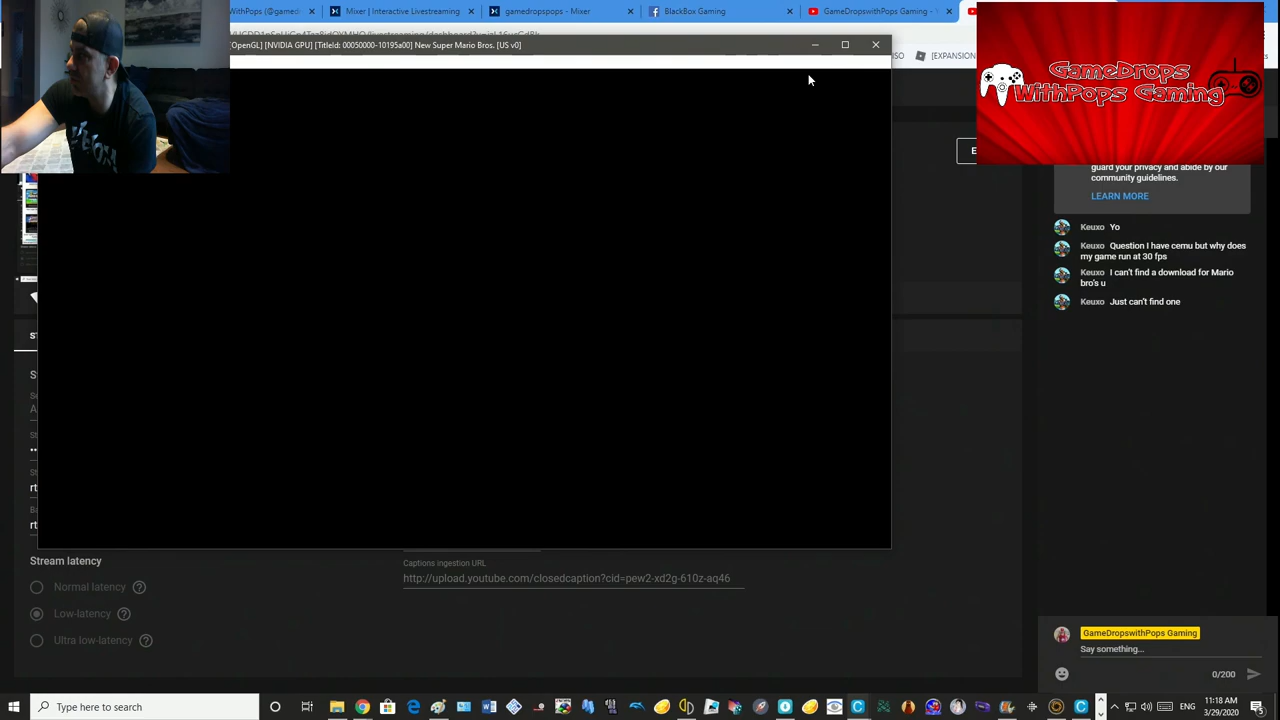 WithPops (@gamed
Mixer | Interactive Livestreaming
gamedropspops - Mixer
BlackBox Gaming
GameDropswithPops Gaming -
[OpenGL] [NVIDIA GPU] [TitleId: 00050000-10195a00] New Super Mario Bros. [US v0]
ISO
[EXPANSION
GameDrops
WithPops Gaming
E
guard your privacy and abide by our
community guidelines.
LEARN MORE
Keuxo Yo
Keuxo Question I have cemu but why does
my game run at 30 fps
Keuxo I can't find a download for Mario
bro's u
Keuxo Just can't find one
Stream latency
Normal latency
Low-latency
Ultra low-latency
Captions ingestion URL
http://upload.youtube.com/closedcaption?cid=pew2-xd2g-610z-aq46
GameDropswithPops Gaming
Say something...
0/200
Type here to search
ENG
11:18 AM
3/29/2020